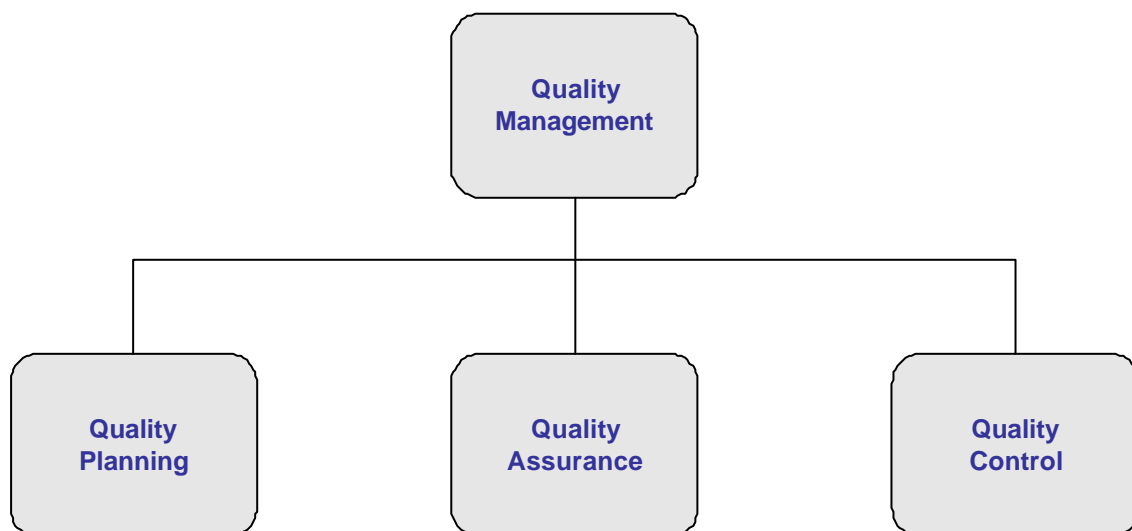 Quality
Management
Quality
Planning
Quality
Assurance
Quality
Control